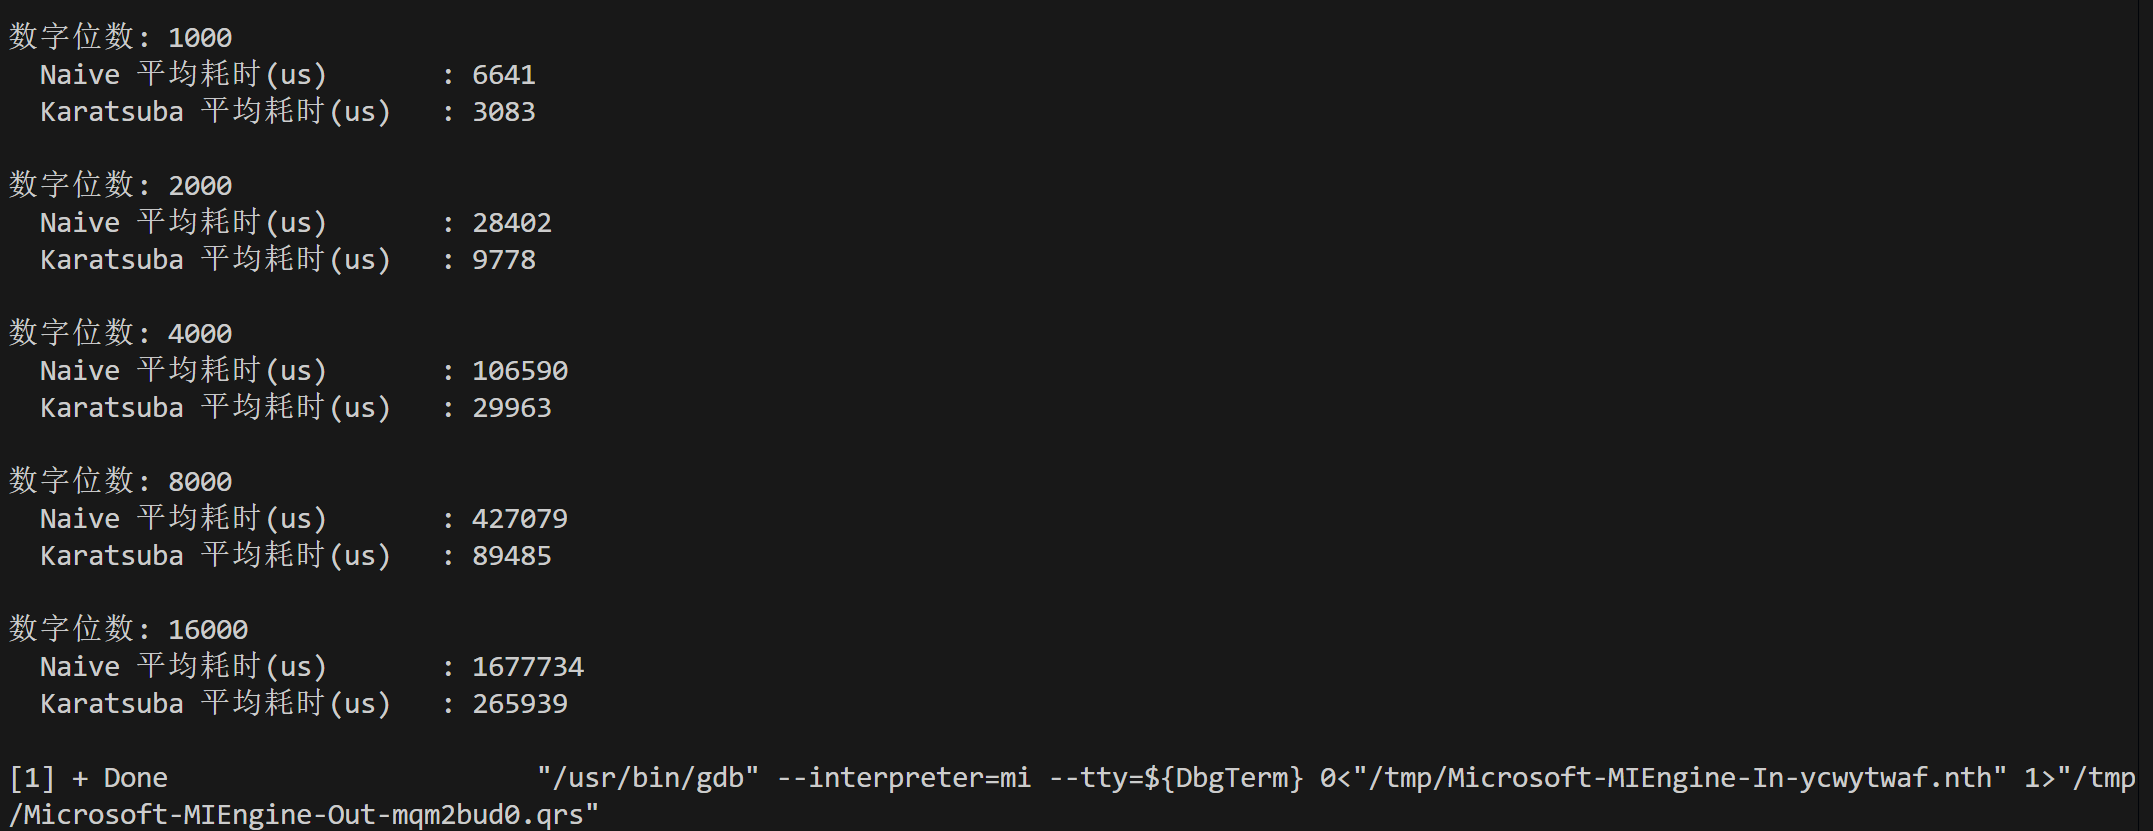 数字位数: 1000
  Naive 平均耗时(us)       : 6641
  Karatsuba 平均耗时(us)   : 3083
数字位数: 2000
  Naive 平均耗时(us)       : 28402
  Karatsuba 平均耗时(us)   : 9778
数字位数: 4000
  Naive 平均耗时(us)       : 106590
  Karatsuba 平均耗时(us)   : 29963
数字位数: 8000
  Naive 平均耗时(us)       : 427079
  Karatsuba 平均耗时(us)   : 89485
数字位数: 16000
  Naive 平均耗时(us)       : 1677734
  Karatsuba 平均耗时(us)   : 265939
[1] + Done                       "/usr/bin/gdb" --interpreter=mi --tty=${DbgTerm} 0<"/tmp/Microsoft-MIEngine-In-ycwytwaf.nth" 1>"/tmp
/Microsoft-MIEngine-Out-mqm2bud0.qrs"